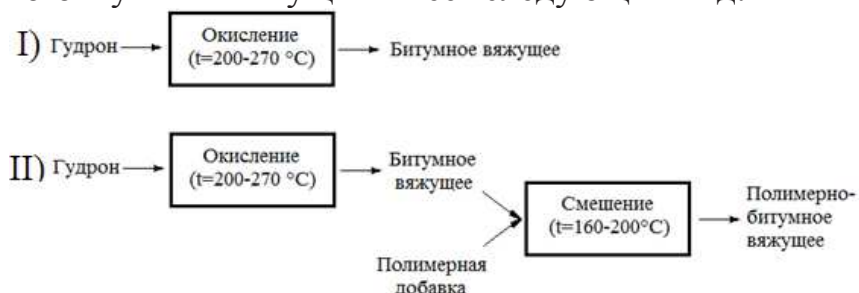 I) Гудрон
Окисление
(t=200-270 °C)
Битумное вяжущее
II) Гудрон
Окисление
(t=200-270 °C)
Битумное
вяжущее
Полимерная
добавка
Смешение
(t=160-200°C)
Полимерно-
битумное
вяжущее